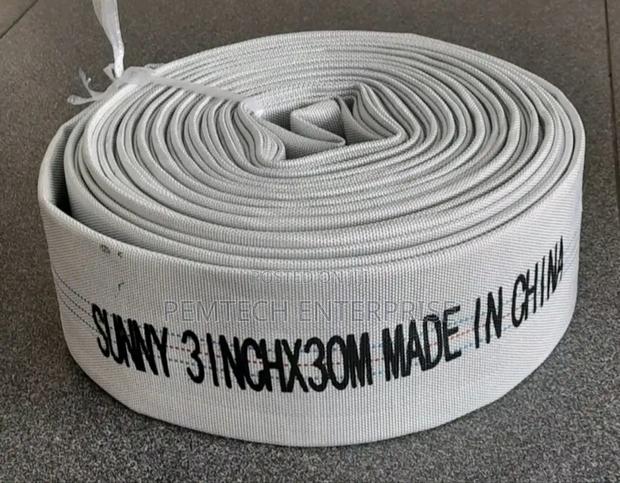 PEMTECH ENTERPRISE
SUNNY 3INCHX30M MADE IN CHINA